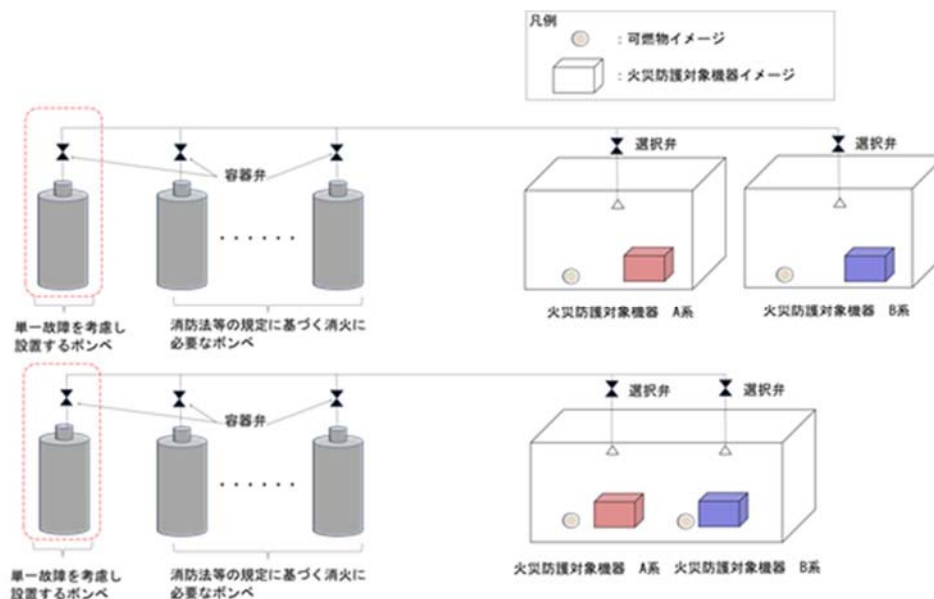 凡例
：可燃物イメージ
：火災防護対象機器イメージ
選択弁
選択弁
容器弁
・・・・・・
火災防護対象機器 A系
火災防護対象機器 B系
単一故障を考慮し
設置するボンベ
消防法等の規定に基づく消火に
必要なボンベ
選択弁
選択弁
容器弁
・・・・・・
火災防護対象機器 A系
火災防護対象機器 B系
単一故障を考慮し
設置するボンベ
消防法等の規定に基づく消火に
必要なボンベ